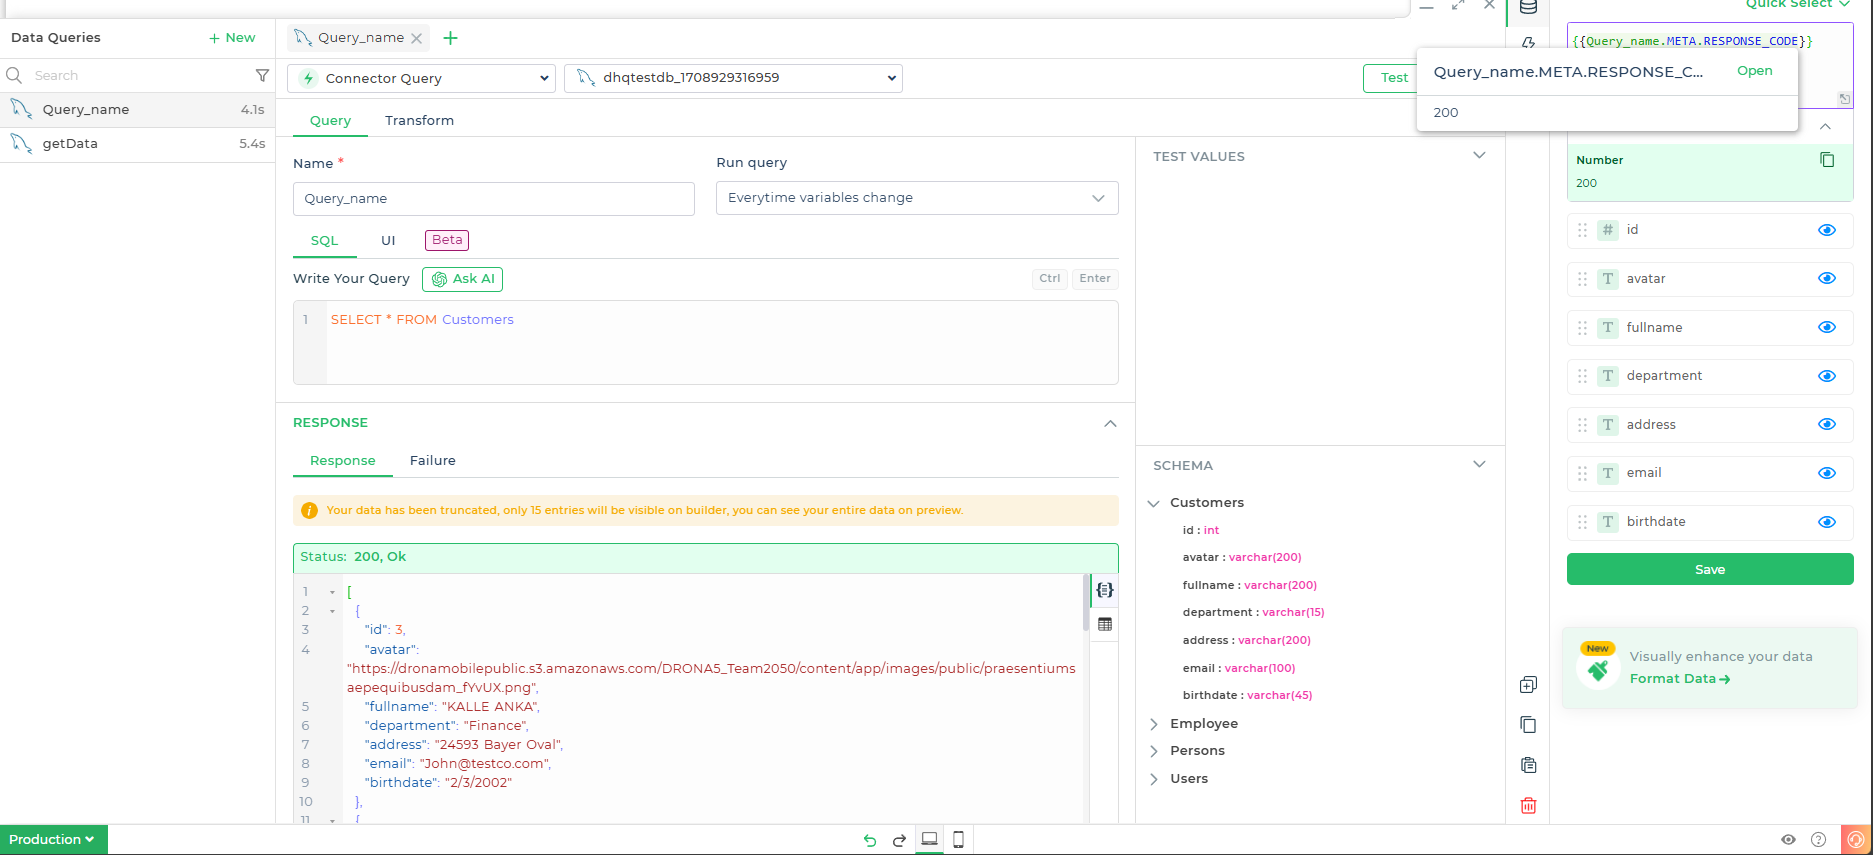 Data Queries
+ New
Search
Query_name 4.1s
getData 5.4s
Query_name
Connector Query
dhqtestdb_1708929316959
Test
Query
Transform
Name *
Run query
Query_name
Everytime variables change
SQL
UI
Beta
Write Your Query
Ask AI
Ctrl
Enter
1 SELECT * FROM Customers
RESPONSE
Response
Failure
Your data has been truncated, only 15 entries will be visible on builder, you can see your entire data on preview.
Status: 200, Ok
1 [
2 {
3 "id": 3,
4 "avatar":
"https://dronamobilepublic.s3.amazonaws.com/DRONA5_Team2050/content/app/images/public/praesentiums
aepequibusdam_fYvUX.png",
5 "fullname": "KALLE ANKA",
6 "department": "Finance",
7 "address": "24593 Bayer Oval",
8 "email": "John@testco.com",
9 "birthdate": "2/3/2002"
10 },
11 {
TEST VALUES
SCHEMA
Customers
id : int
avatar : varchar(200)
fullname : varchar(200)
department : varchar(15)
address : varchar(200)
email : varchar(100)
birthdate : varchar(45)
Employee
Persons
Users
Quick Select
{{Query_name.META.RESPONSE_CODE}}
Query_name.META.RESPONSE_C...
Open
200
Number
200
# id
T avatar
T fullname
T department
T address
T email
T birthdate
Save
New
Visually enhance your data
Format Data
Production